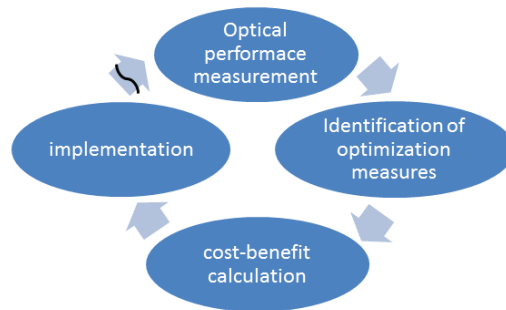 Optical
performace
measurement
Identification of
optimization
measures
cost-benefit
calculation
implementation